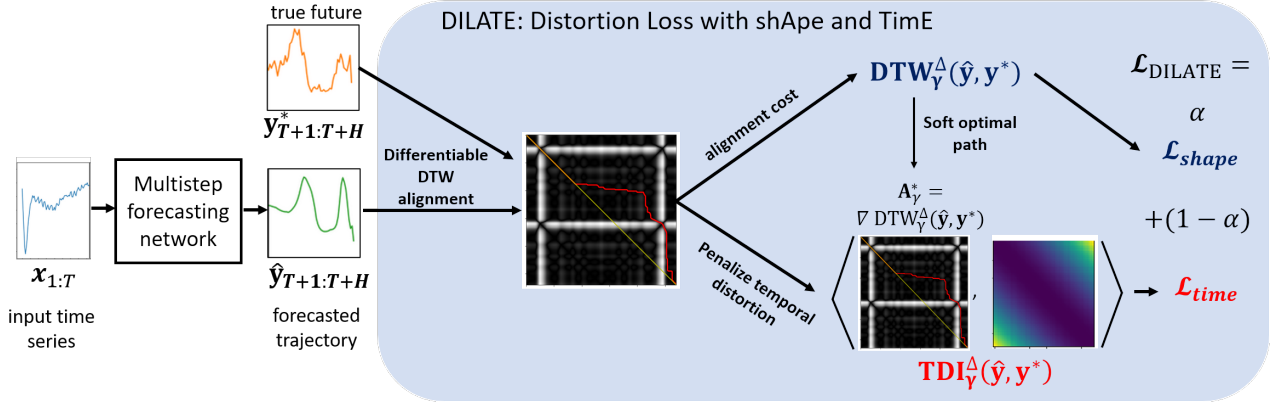 DILATE: Distortion Loss with shApe and TimE
true future
y*_{T+1:T+H}
x_{1:T}
input time
series
Multistep
forecasting
network
ŷ_{T+1:T+H}
forecasted
trajectory
Differentiable
DTW
alignment
alignment cost
Penalize temporal
distortion
DTW^Δ_γ(ŷ, y*)
Soft optimal
path
A*_γ =
∇ DTW^Δ_γ(ŷ, y*)
,
TDI^Δ_γ(ŷ, y*)
ℒ_DILATE =
α
ℒ_shape
+(1 − α)
ℒ_time